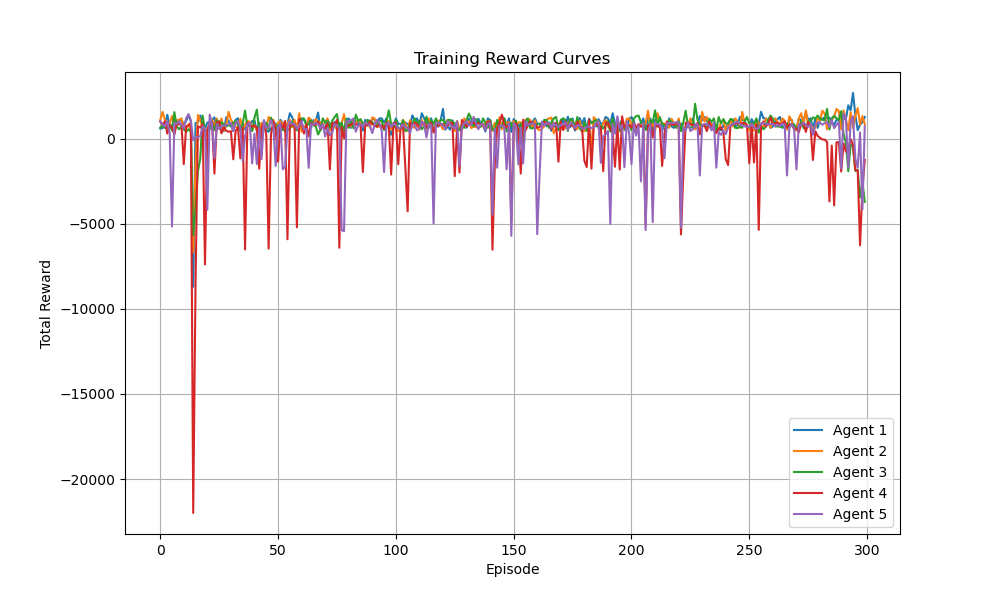 Training Reward Curves
Total Reward
0
−5000
−10000
−15000
−20000
0 50 100 150 200 250 300
Episode
Agent 1
Agent 2
Agent 3
Agent 4
Agent 5